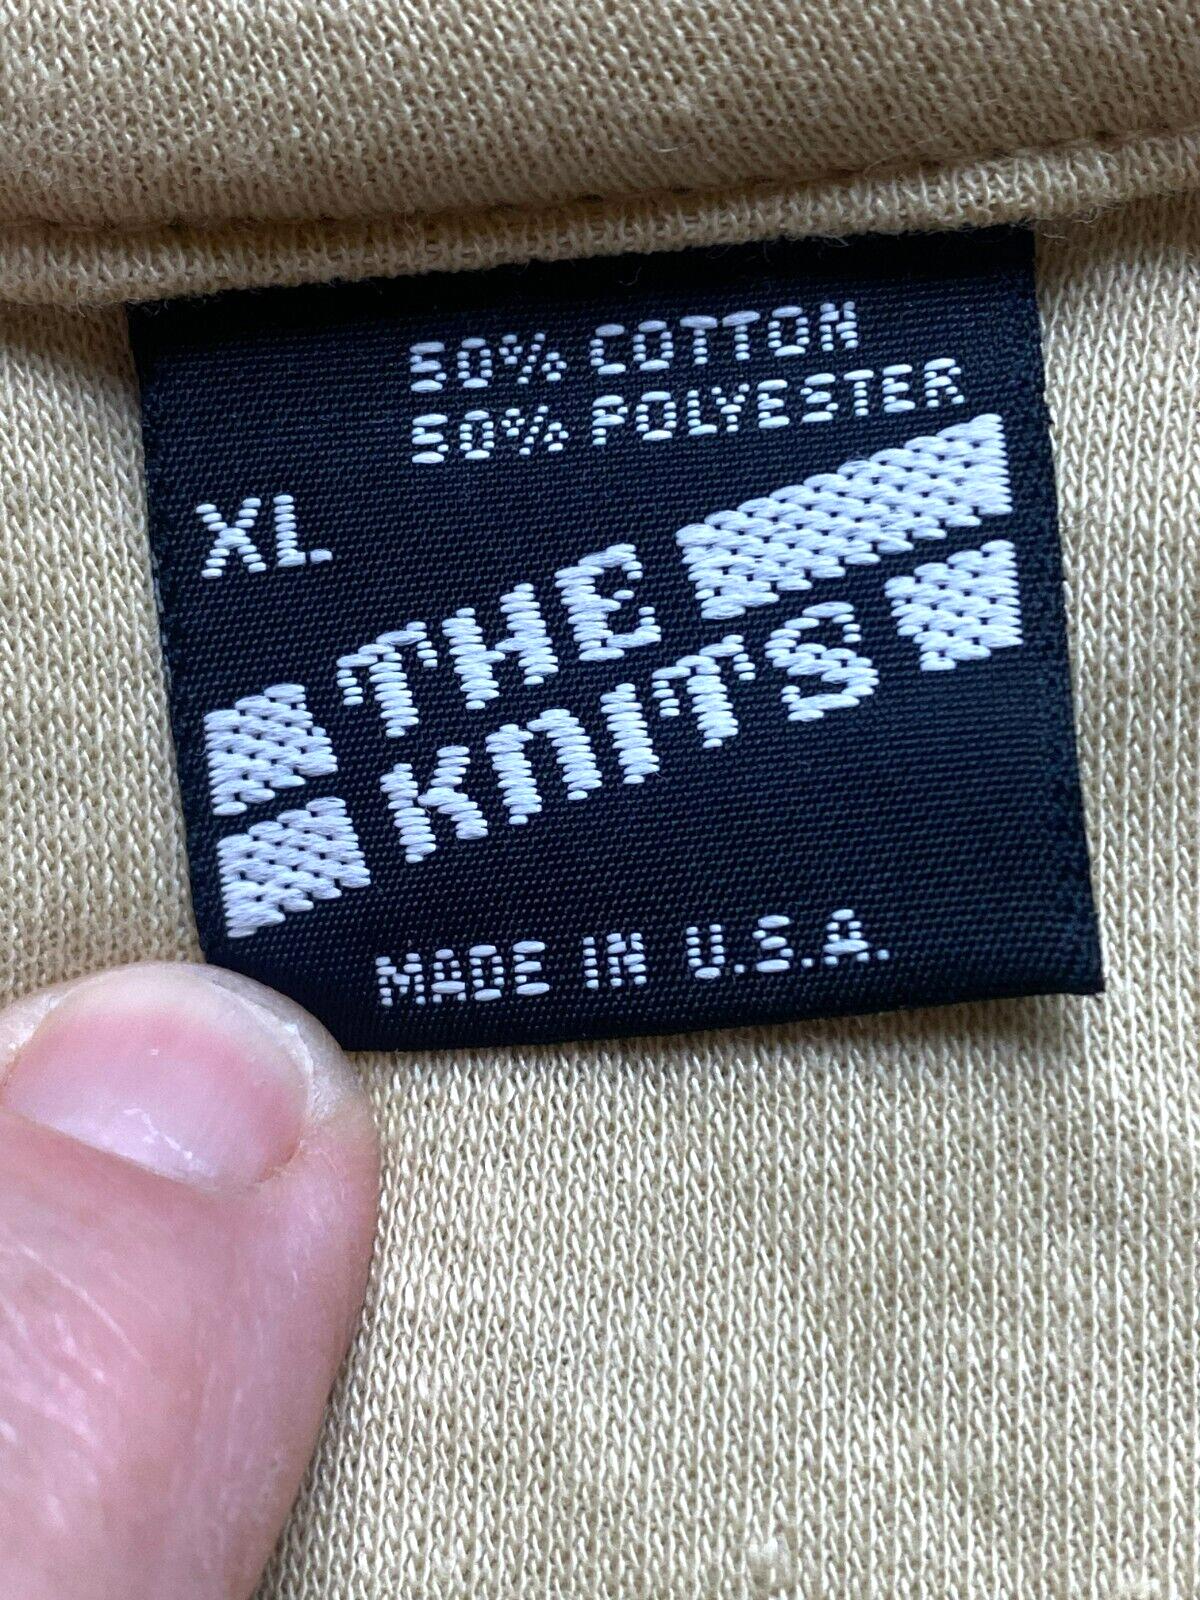 50% COTTON
50% POLYESTER
XL
THE
KNITS
MADE IN U.S.A.